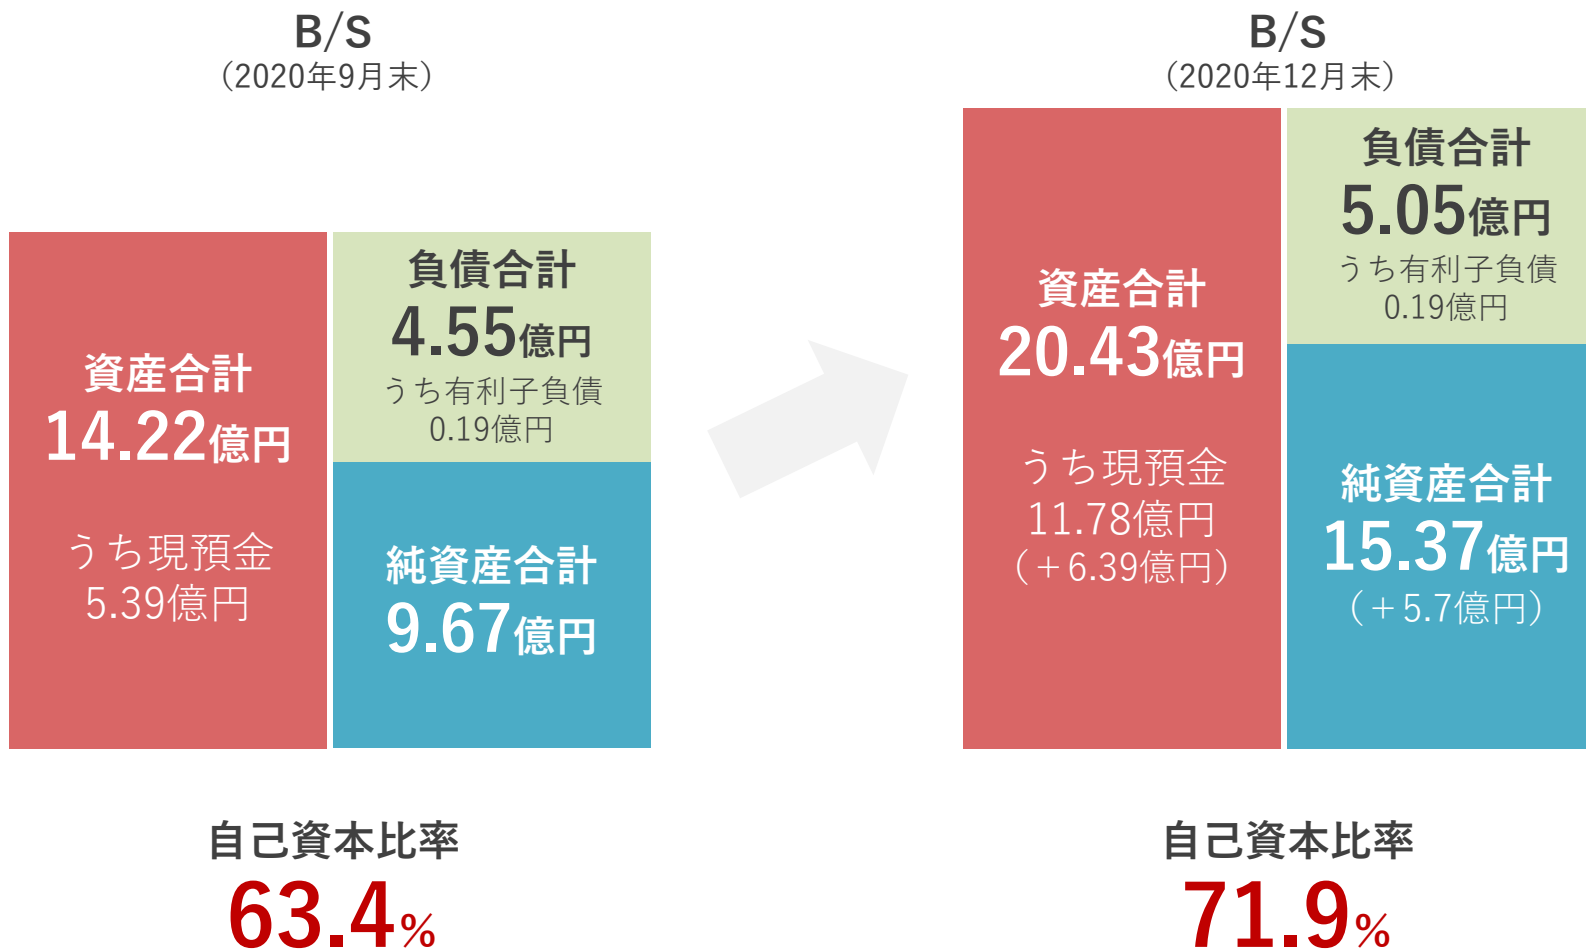 B/S
（2020年9月末）
資産合計
14.22億円
うち現預金
5.39億円
負債合計
4.55億円
うち有利子負債
0.19億円
純資産合計
9.67億円
自己資本比率
63.4%
B/S
（2020年12月末）
資産合計
20.43億円
うち現預金
11.78億円
（＋6.39億円）
負債合計
5.05億円
うち有利子負債
0.19億円
純資産合計
15.37億円
（＋5.7億円）
自己資本比率
71.9%